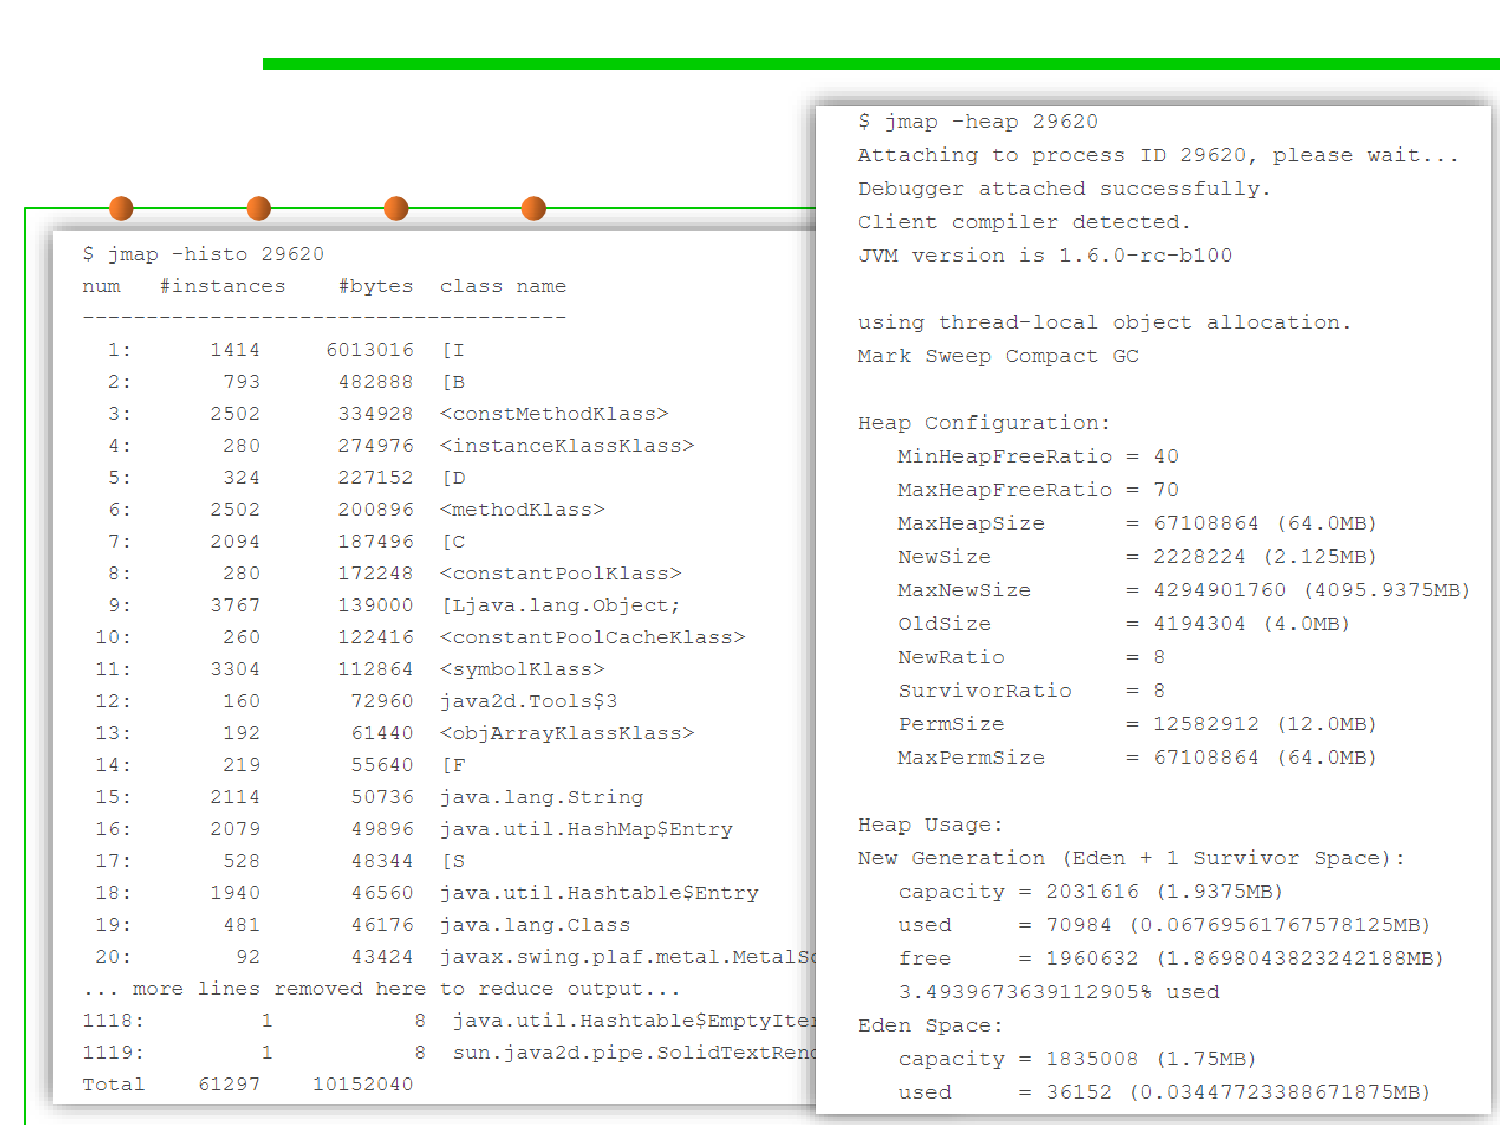 $ jmap -histo 29620
num   #instances    #bytes  class name
--------------------------------------
  1:      1414     6013016  [I
  2:       793      482888  [B
  3:      2502      334928  <constMethodKlass>
  4:       280      274976  <instanceKlassKlass>
  5:       324      227152  [D
  6:      2502      200896  <methodKlass>
  7:      2094      187496  [C
  8:       280      172248  <constantPoolKlass>
  9:      3767      139000  [Ljava.lang.Object;
 10:       260      122416  <constantPoolCacheKlass>
 11:      3304      112864  <symbolKlass>
 12:       160       72960  java2d.Tools$3
 13:       192       61440  <objArrayKlassKlass>
 14:       219       55640  [F
 15:      2114       50736  java.lang.String
 16:      2079       49896  java.util.HashMap$Entry
 17:       528       48344  [S
 18:      1940       46560  java.util.Hashtable$Entry
 19:       481       46176  java.lang.Class
 20:        92       43424  javax.swing.plaf.metal.MetalSc
... more lines removed here to reduce output...
1118:         1           8  java.util.Hashtable$EmptyIter
1119:         1           8  sun.java2d.pipe.SolidTextRend
Total    61297    10152040
$ jmap -heap 29620
Attaching to process ID 29620, please wait...
Debugger attached successfully.
Client compiler detected.
JVM version is 1.6.0-rc-b100
using thread-local object allocation.
Mark Sweep Compact GC
Heap Configuration:
   MinHeapFreeRatio = 40
   MaxHeapFreeRatio = 70
   MaxHeapSize      = 67108864 (64.0MB)
   NewSize          = 2228224 (2.125MB)
   MaxNewSize       = 4294901760 (4095.9375MB)
   OldSize          = 4194304 (4.0MB)
   NewRatio         = 8
   SurvivorRatio    = 8
   PermSize         = 12582912 (12.0MB)
   MaxPermSize      = 67108864 (64.0MB)
Heap Usage:
New Generation (Eden + 1 Survivor Space):
   capacity = 2031616 (1.9375MB)
   used     = 70984 (0.06769561767578125MB)
   free     = 1960632 (1.8698043823242188MB)
   3.4939673639112905% used
Eden Space:
   capacity = 1835008 (1.75MB)
   used     = 36152 (0.03447723388671875MB)